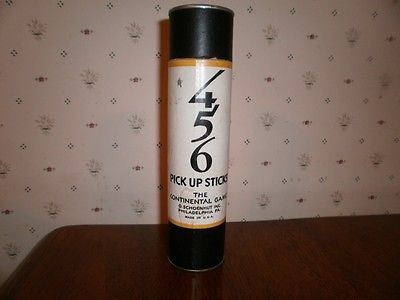 456
PICK UP STICKS
THE
CONTINENTAL GAME
O. SCHOENHUT INC.
PHILADELPHIA PA.
MADE IN U.S.A.